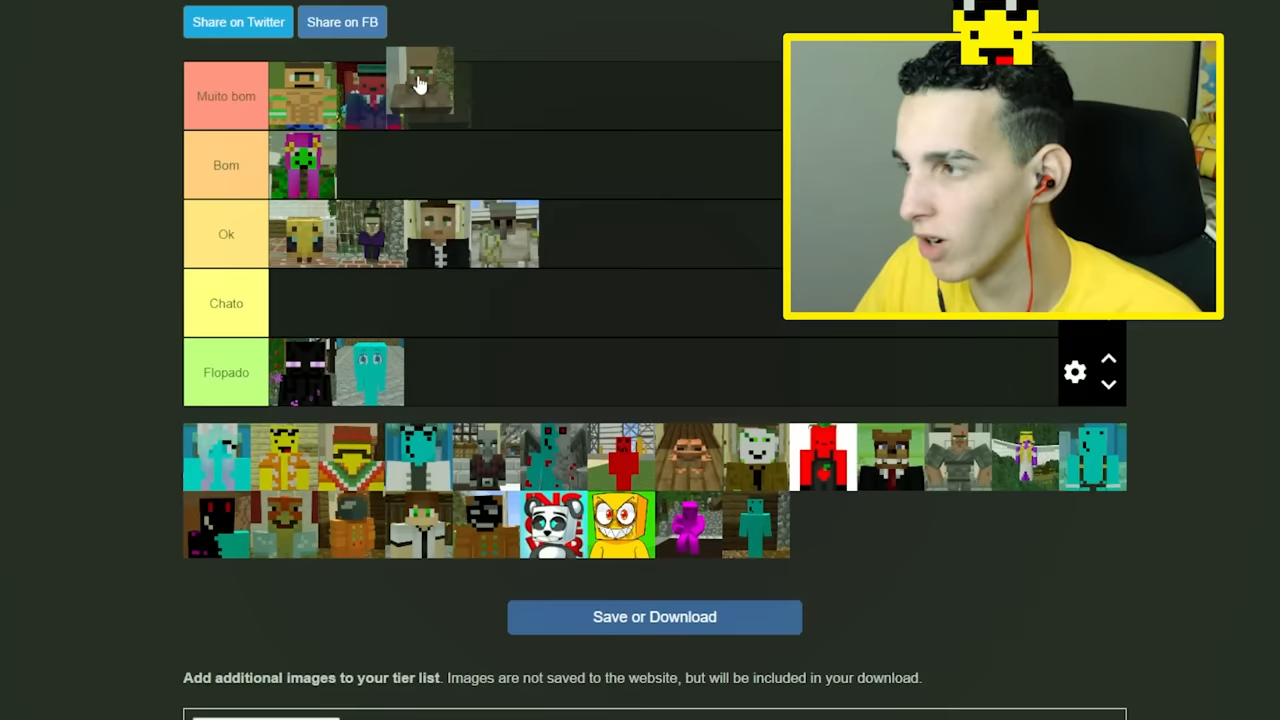 Share on Twitter
Share on FB
Muito bom
Bom
Ok
Chato
Flopado
Save or Download
Add additional images to your tier list. Images are not saved to the website, but will be included in your download.